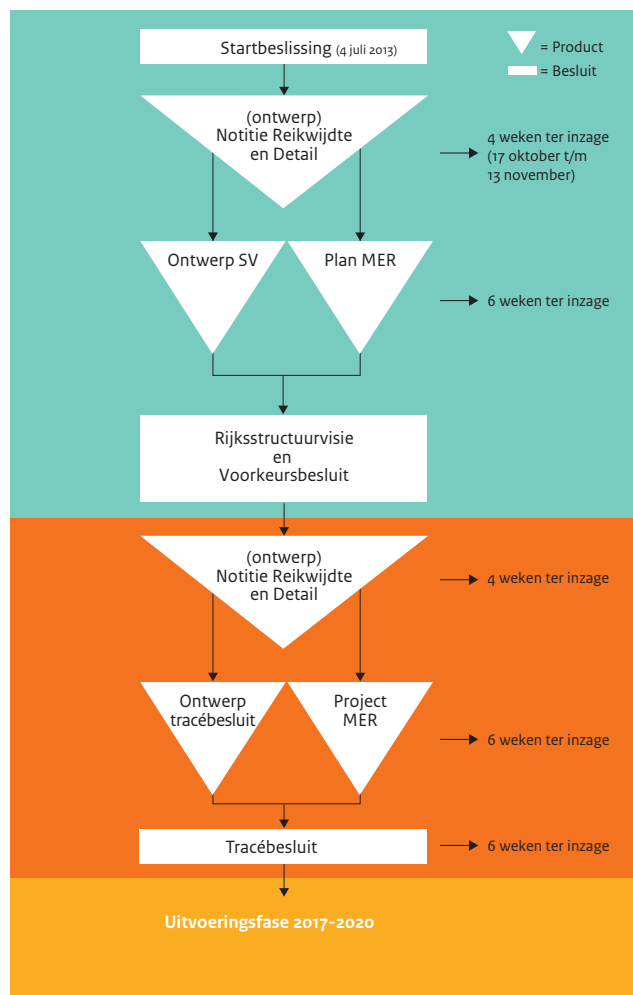 Startbeslissing (4 juli 2013)
= Product
= Besluit
(ontwerp)
Notitie Reikwijdte
en Detail
4 weken ter inzage
(17 oktober t/m
13 november)
Ontwerp SV
Plan MER
6 weken ter inzage
Rijksstructuurvisie
en
Voorkeursbesluit
(ontwerp)
Notitie Reikwijdte
en Detail
4 weken ter inzage
Ontwerp
tracébesluit
Project
MER
6 weken ter inzage
Tracébesluit
6 weken ter inzage
Uitvoeringsfase 2017-2020